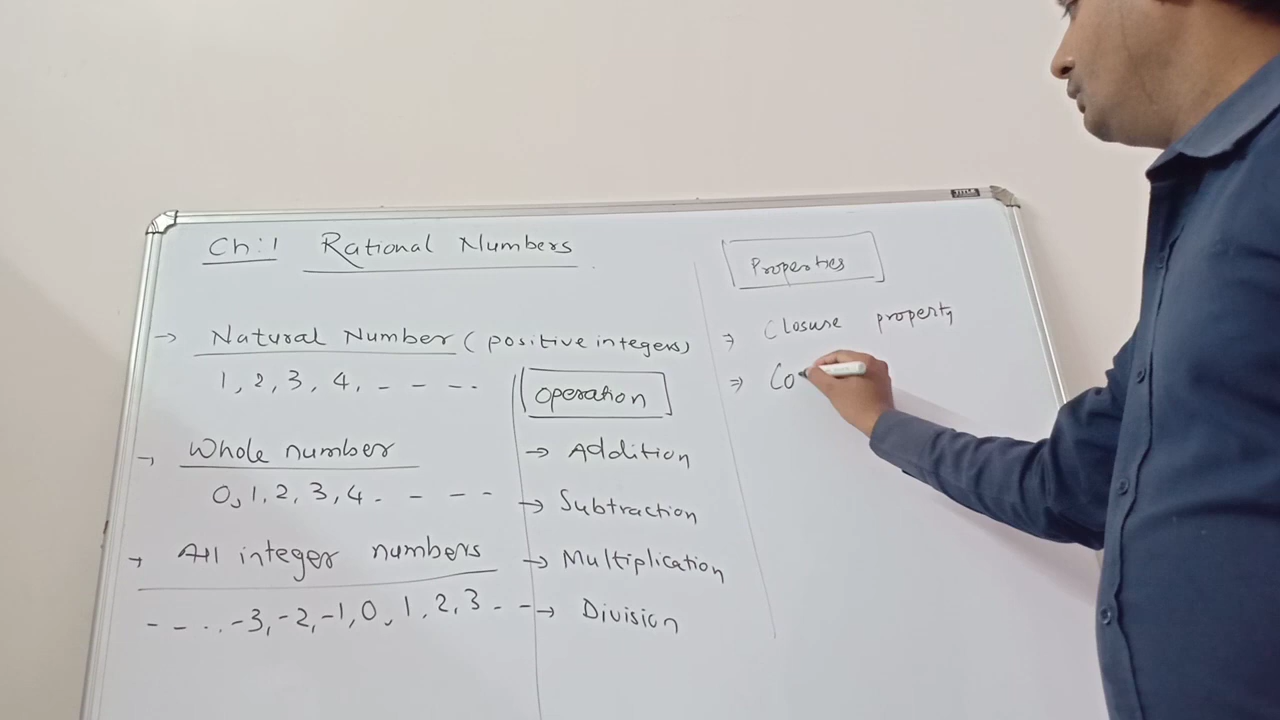 Ch:1 Rational Numbers
→ Natural Number (positive integers)
1, 2, 3, 4, - - --
→ Whole number
0, 1, 2, 3, 4 - - - -
→ All integer numbers
- - - .. -3, -2, -1, 0, 1, 2, 3 - - -
Operation
→ Addition
→ Subtraction
→ Multiplication
→ Division
Properties
⇒ Closure property
⇒ Co